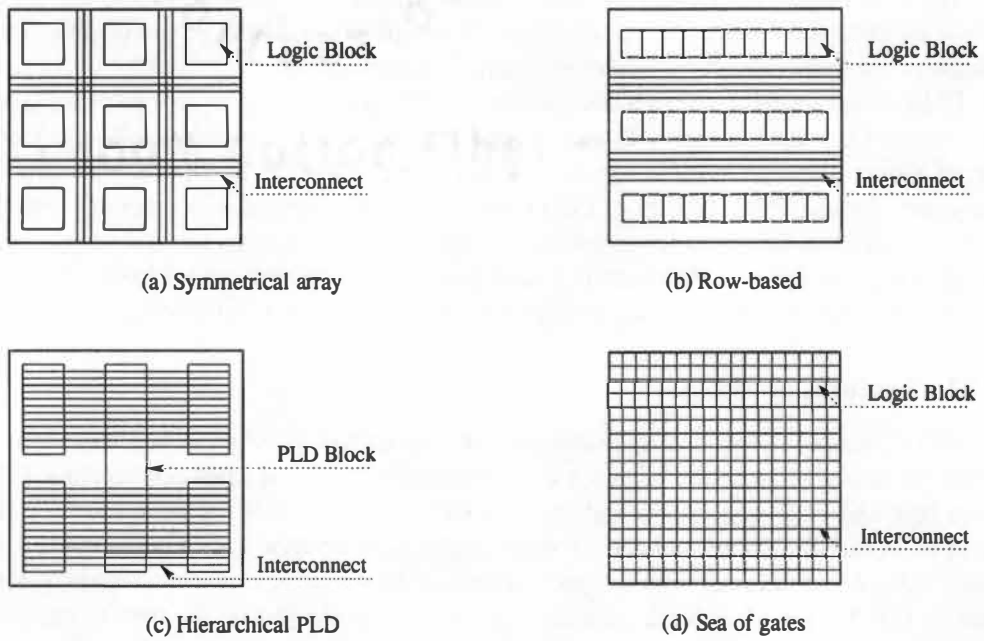 Logic Block
Interconnect
(a) Symmetrical array
Logic Block
Interconnect
(b) Row-based
PLD Block
Interconnect
(c) Hierarchical PLD
Logic Block
Interconnect
(d) Sea of gates